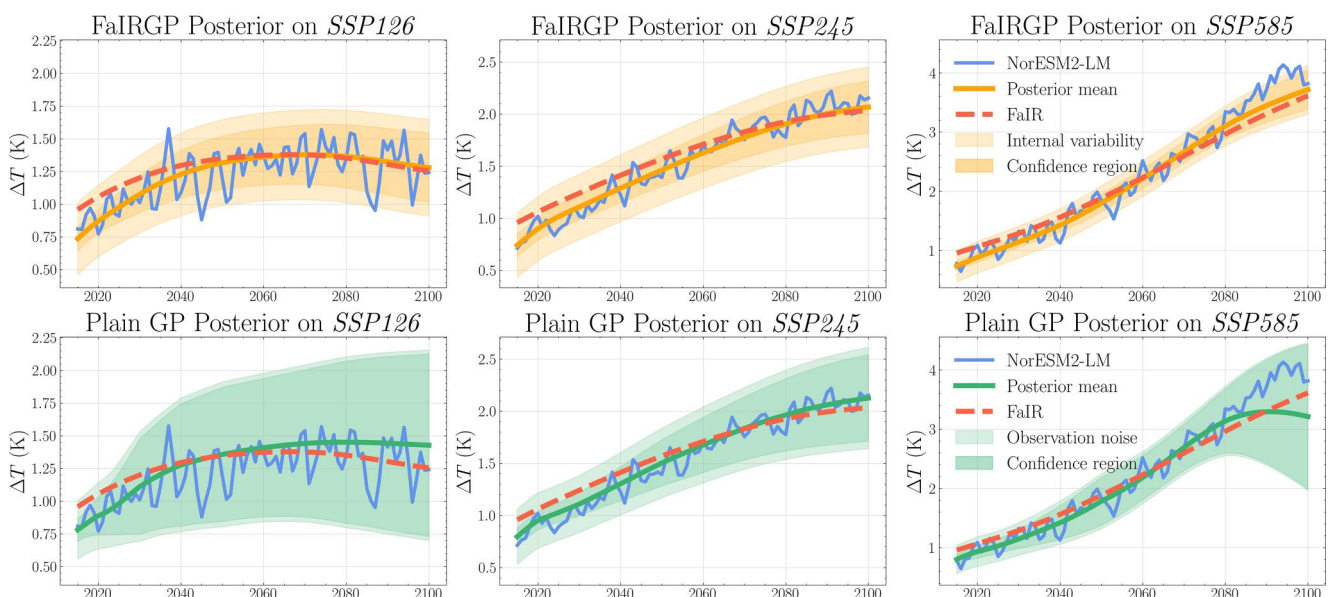 FaIRGP Posterior on SSP126
2.25
2.00
1.75
1.50
1.25
1.00
0.75
0.50
ΔT (K)
2020 2040 2060 2080 2100
FaIRGP Posterior on SSP245
2.5
2.0
1.5
1.0
0.5
ΔT (K)
2020 2040 2060 2080 2100
FaIRGP Posterior on SSP585
4
3
2
1
ΔT (K)
NorESM2-LM
Posterior mean
FaIR
Internal variability
Confidence region
2020 2040 2060 2080 2100
Plain GP Posterior on SSP126
2.25
2.00
1.75
1.50
1.25
1.00
0.75
0.50
ΔT (K)
2020 2040 2060 2080 2100
Plain GP Posterior on SSP245
2.5
2.0
1.5
1.0
0.5
ΔT (K)
2020 2040 2060 2080 2100
Plain GP Posterior on SSP585
4
3
2
1
ΔT (K)
NorESM2-LM
Posterior mean
FaIR
Observation noise
Confidence region
2020 2040 2060 2080 2100